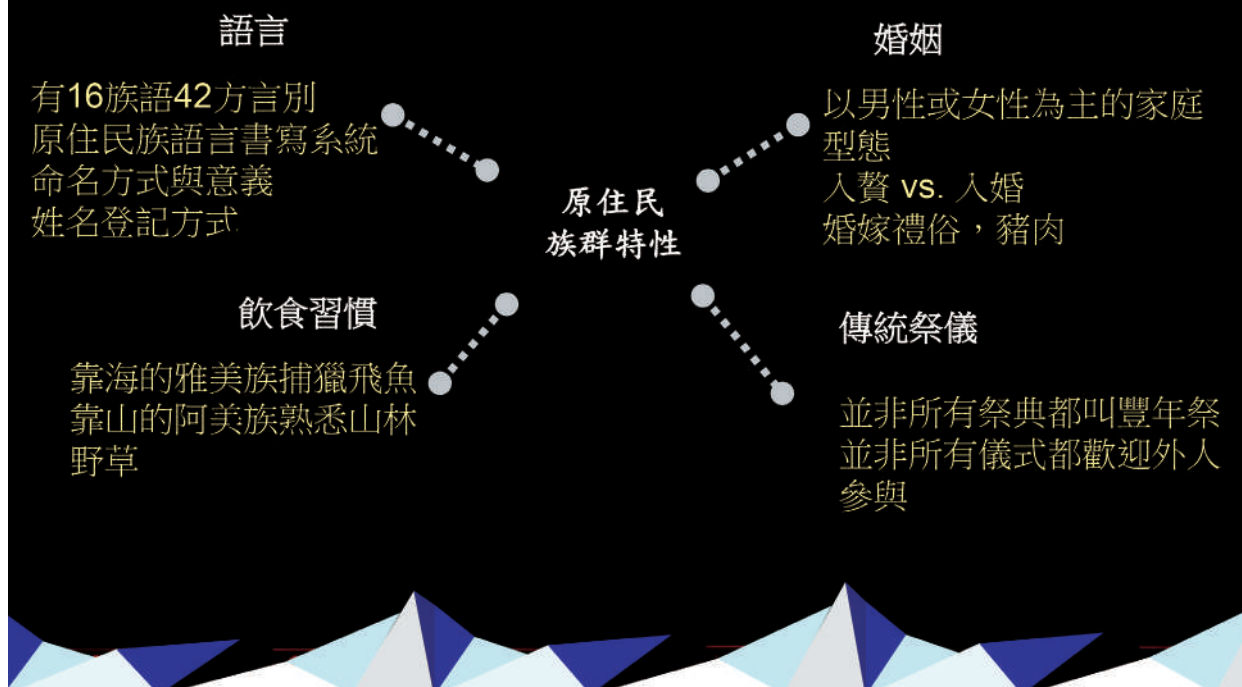 語言
有16族語42方言別
原住民族語言書寫系統
命名方式與意義
姓名登記方式
婚姻
以男性或女性為主的家庭
型態
入贅 vs. 入婚
婚嫁禮俗，豬肉
原住民
族群特性
飲食習慣
靠海的雅美族捕獵飛魚
靠山的阿美族熟悉山林
野草
傳統祭儀
並非所有祭典都叫豐年祭
並非所有儀式都歡迎外人
參與